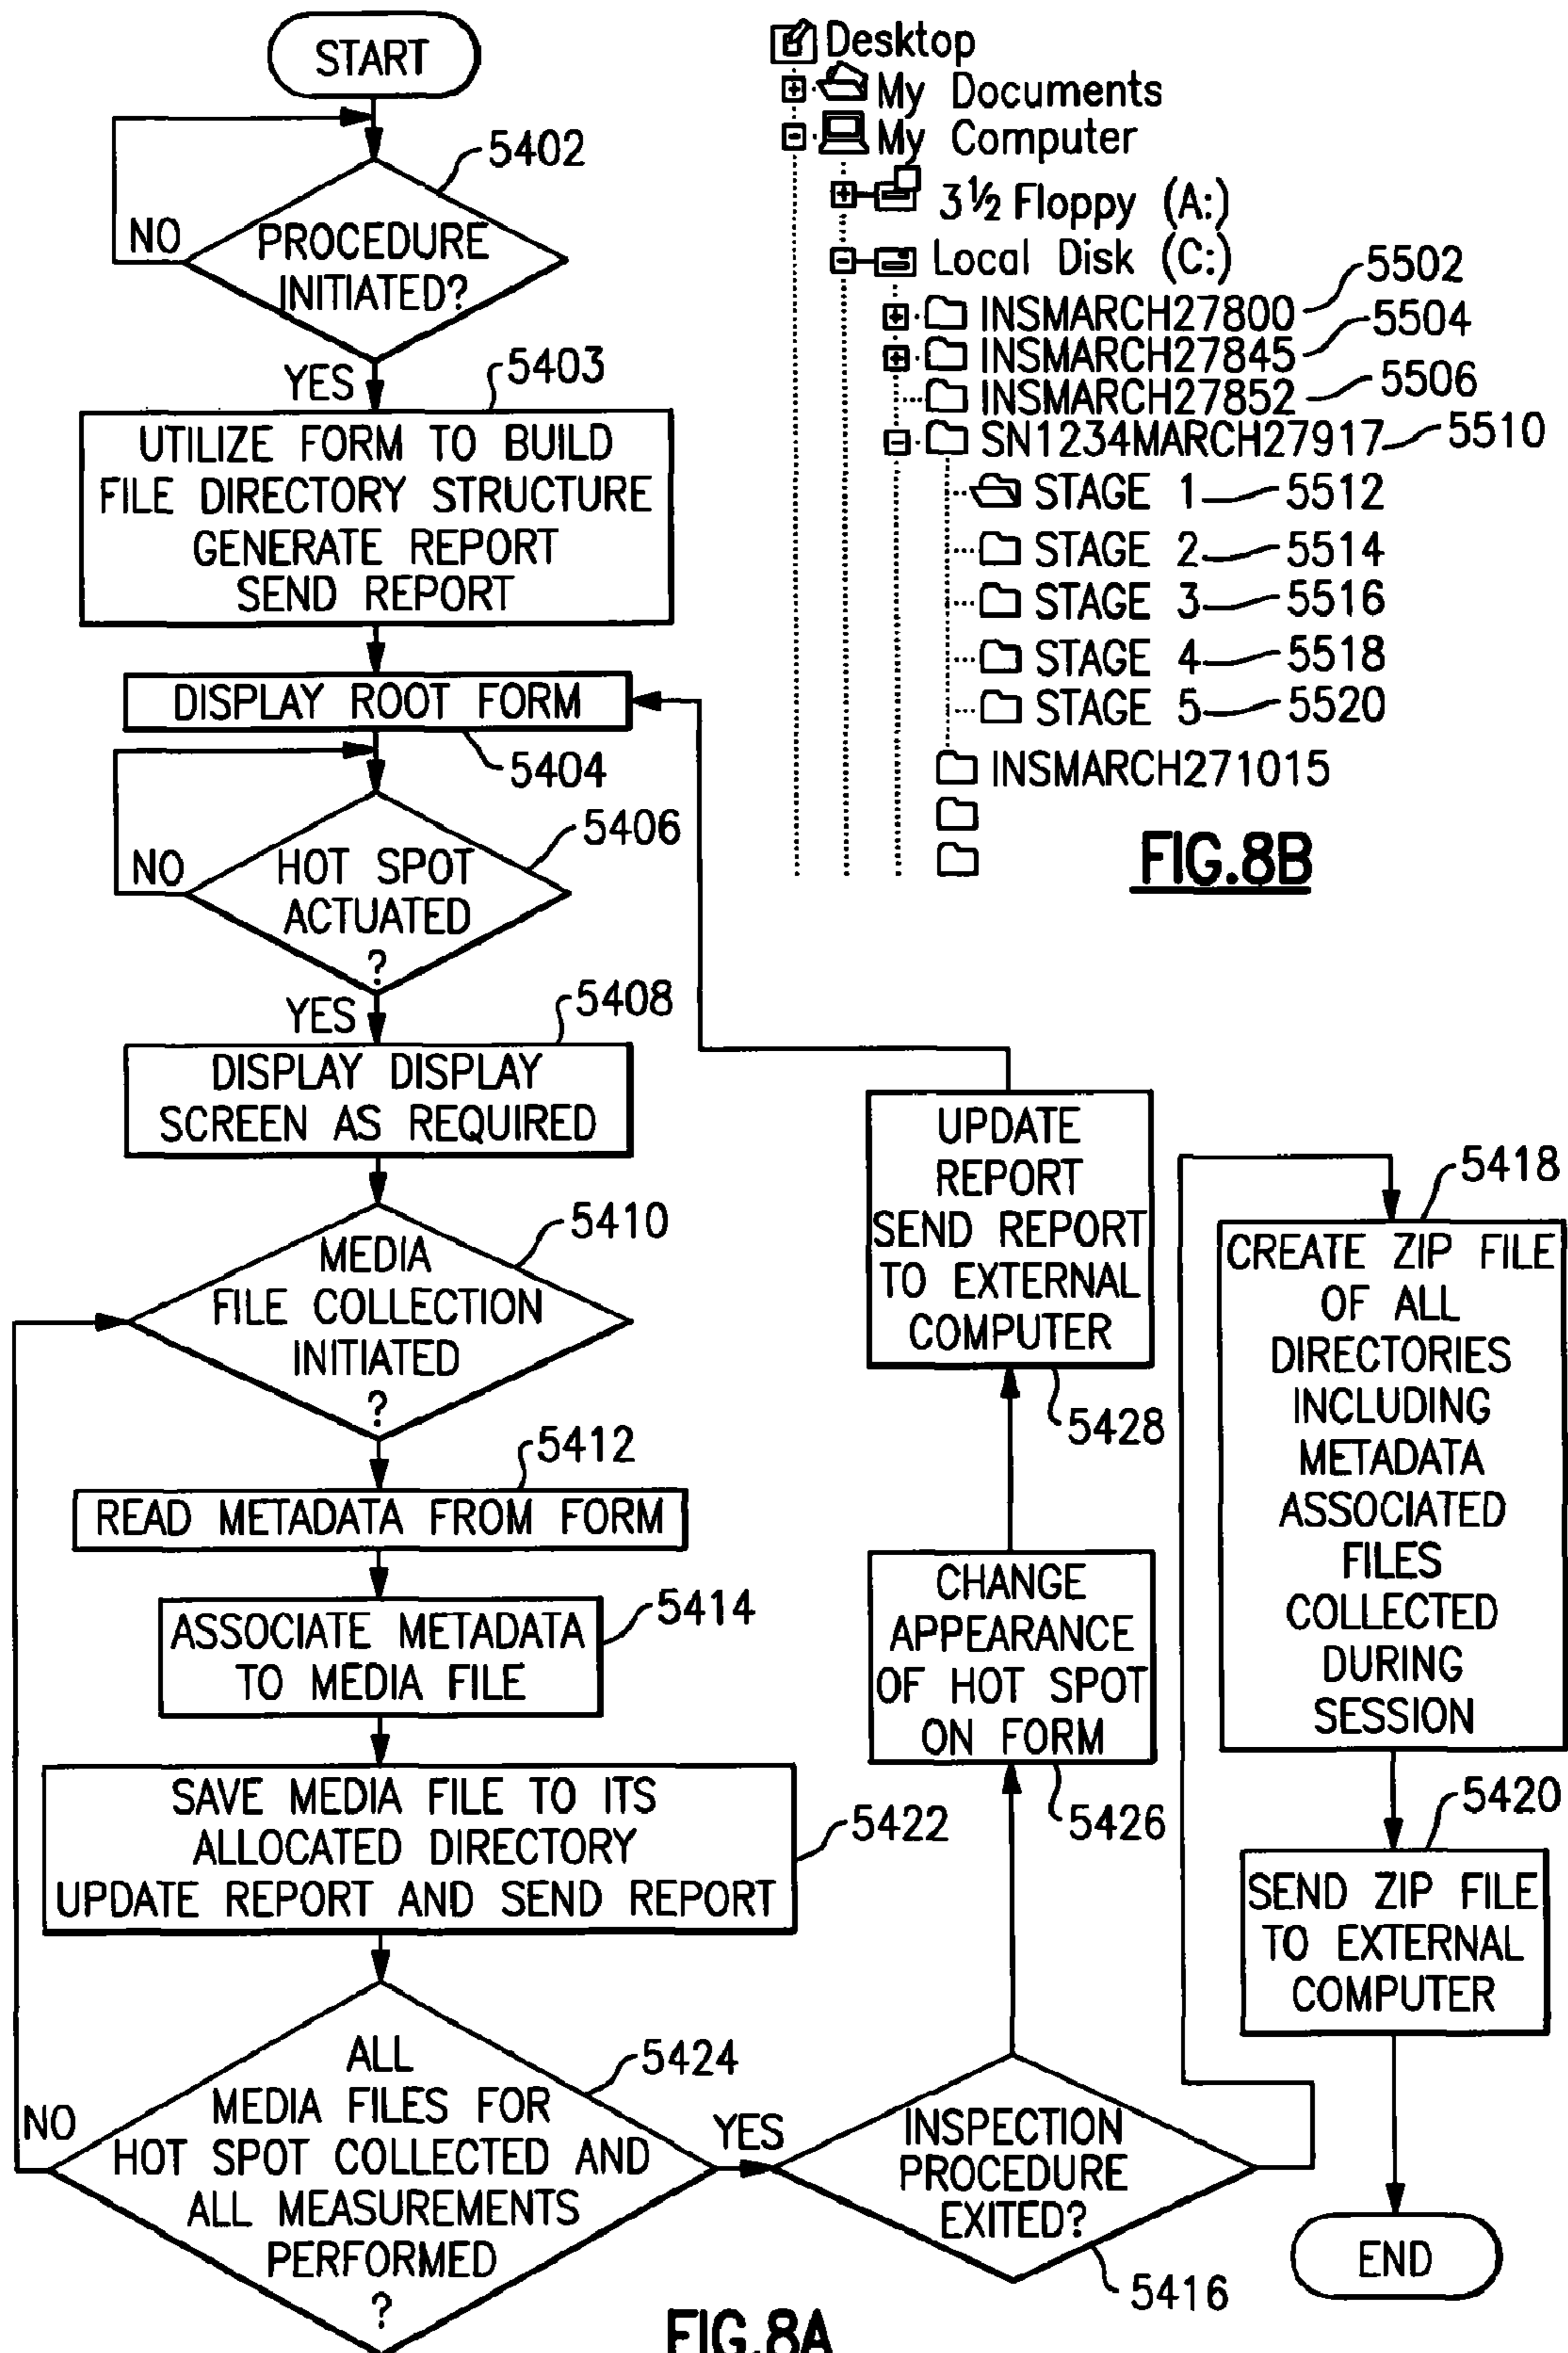 START
5402
NO
PROCEDURE
INITIATED?
YES
5403
UTILIZE FORM TO BUILD
FILE DIRECTORY STRUCTURE
GENERATE REPORT
SEND REPORT
DISPLAY ROOT FORM
5404
5406
NO
HOT SPOT
ACTUATED
?
YES
5408
DISPLAY DISPLAY
SCREEN AS REQUIRED
5410
MEDIA
FILE COLLECTION
INITIATED
?
5412
READ METADATA FROM FORM
5414
ASSOCIATE METADATA
TO MEDIA FILE
SAVE MEDIA FILE TO ITS
ALLOCATED DIRECTORY
UPDATE REPORT AND SEND REPORT
5422
5424
NO
ALL
MEDIA FILES FOR
HOT SPOT COLLECTED AND
ALL MEASUREMENTS
PERFORMED
?
YES
INSPECTION
PROCEDURE
EXITED?
5416
CHANGE
APPEARANCE
OF HOT SPOT
ON FORM
5426
UPDATE
REPORT
SEND REPORT
TO EXTERNAL
COMPUTER
5428
5418
CREATE ZIP FILE
OF ALL
DIRECTORIES
INCLUDING
METADATA
ASSOCIATED
FILES
COLLECTED
DURING
SESSION
5420
SEND ZIP FILE
TO EXTERNAL
COMPUTER
END
FIG.8A
Desktop
My Documents
My Computer
3½ Floppy (A:)
Local Disk (C:)
INSMARCH27800 5502
INSMARCH27845 5504
INSMARCH27852 5506
SN1234MARCH27917 5510
STAGE 1 5512
STAGE 2 5514
STAGE 3 5516
STAGE 4 5518
STAGE 5 5520
INSMARCH271015
FIG.8B